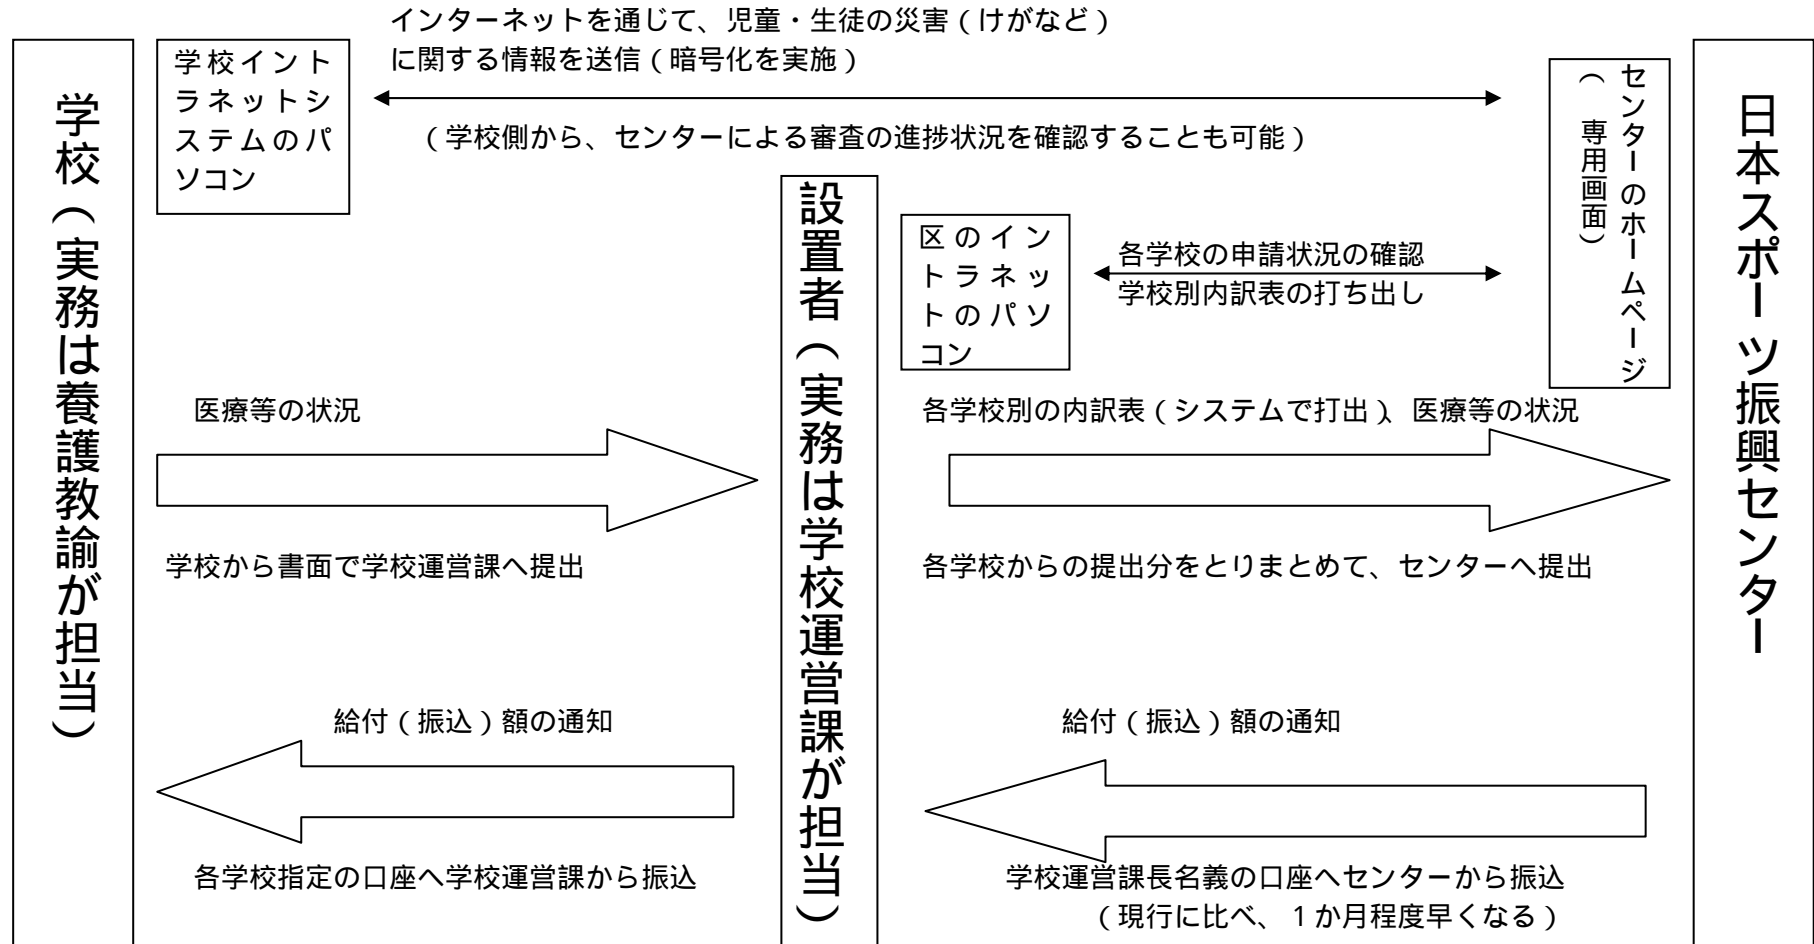 インターネットを通じて、児童・生徒の災害（けがなど）
に関する情報を送信（暗号化を実施）
学校イント
ラネットシ
ステムのパ
ソコン
（学校側から、センターによる審査の進捗状況を確認することも可能）
センターのホームページ
（　専用画面）
学校（実務は養護教諭が担当）
設置者（実務は学校運営課が担当）
日本スポーツ振興センター
区のイン
トラネッ
トのパソ
コン
各学校の申請状況の確認
学校別内訳表の打ち出し
医療等の状況
各学校別の内訳表（システムで打出）、医療等の状況
学校から書面で学校運営課へ提出
各学校からの提出分をとりまとめて、センターへ提出
給付（振込）額の通知
給付（振込）額の通知
各学校指定の口座へ学校運営課から振込
学校運営課長名義の口座へセンターから振込
（現行に比べ、１か月程度早くなる）